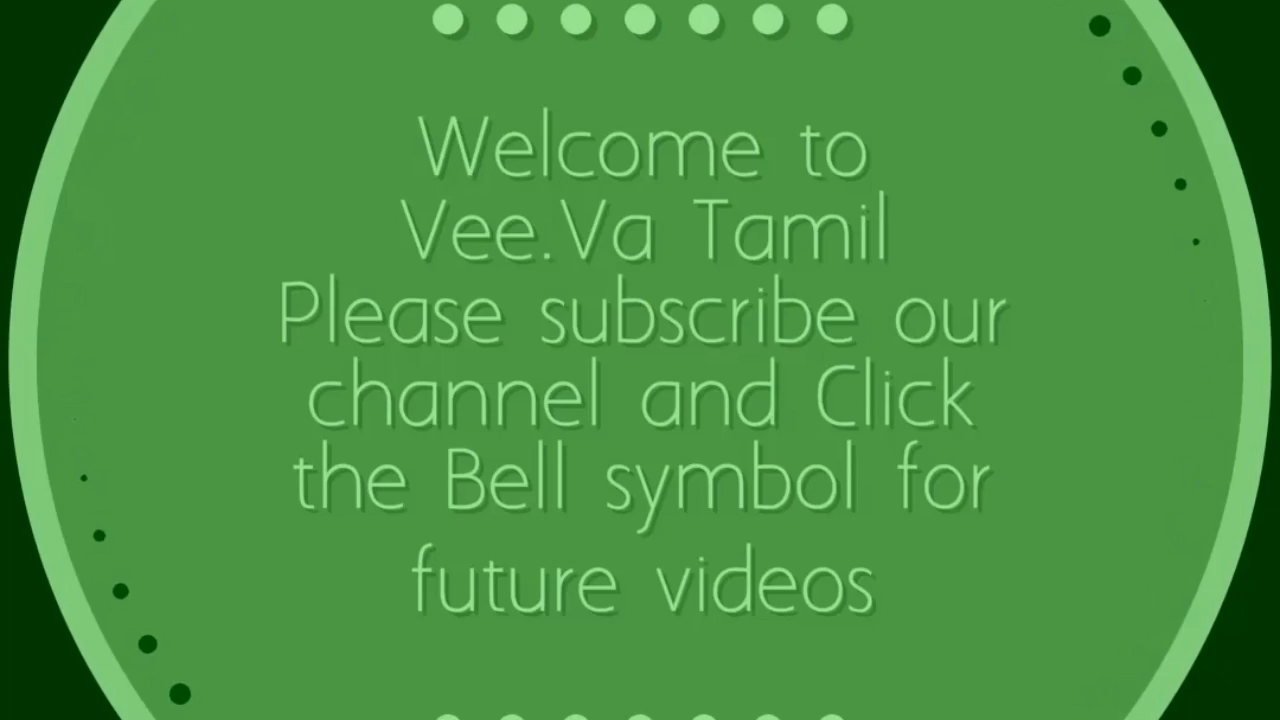 Welcome to
Vee.Va Tamil
Please subscribe our
channel and Click
the Bell symbol for
future videos